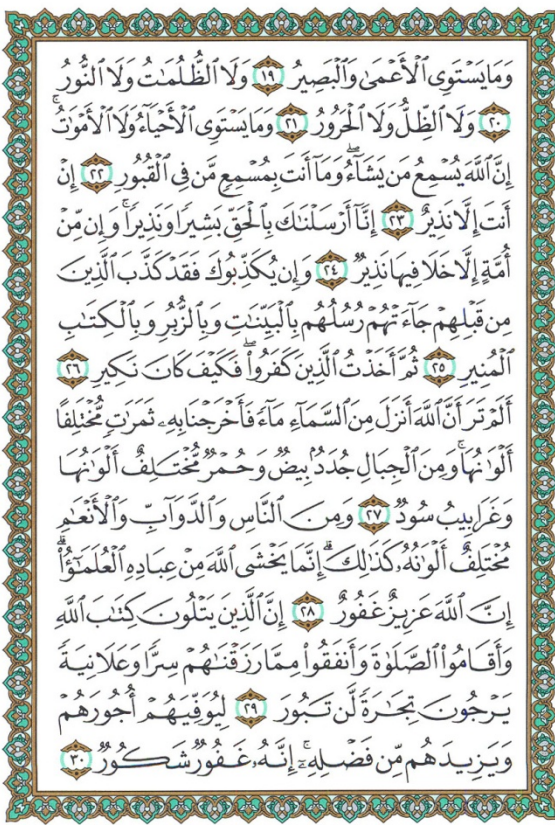 وَمَا يَسْتَوِى ٱلْأَعْمَىٰ وَٱلْبَصِيرُ ١٩ وَلَا ٱلظُّلُمَٰتُ وَلَا ٱلنُّورُ
٢٠ وَلَا ٱلظِّلُّ وَلَا ٱلْحَرُورُ ٢١ وَمَا يَسْتَوِى ٱلْأَحْيَآءُ وَلَا ٱلْأَمْوَٰتُۚ
إِنَّ ٱللَّهَ يُسْمِعُ مَن يَشَآءُۖ وَمَآ أَنتَ بِمُسْمِعٍ مَّن فِى ٱلْقُبُورِ ٢٢ إِنْ
أَنتَ إِلَّا نَذِيرٌ ٢٣ إِنَّآ أَرْسَلْنَٰكَ بِٱلْحَقِّ بَشِيرًا وَنَذِيرًاۚ وَإِن مِّنْ
أُمَّةٍ إِلَّا خَلَا فِيهَا نَذِيرٌ ٢٤ وَإِن يُكَذِّبُوكَ فَقَدْ كَذَّبَ ٱلَّذِينَ
مِن قَبْلِهِمْ جَآءَتْهُمْ رُسُلُهُم بِٱلْبَيِّنَٰتِ وَبِٱلزُّبُرِ وَبِٱلْكِتَٰبِ
ٱلْمُنِيرِ ٢٥ ثُمَّ أَخَذْتُ ٱلَّذِينَ كَفَرُوا۟ۖ فَكَيْفَ كَانَ نَكِيرِ ٢٦
أَلَمْ تَرَ أَنَّ ٱللَّهَ أَنزَلَ مِنَ ٱلسَّمَآءِ مَآءً فَأَخْرَجْنَا بِهِۦ ثَمَرَٰتٍ مُّخْتَلِفًا
أَلْوَٰنُهَاۚ وَمِنَ ٱلْجِبَالِ جُدَدٌۢ بِيضٌ وَحُمْرٌ مُّخْتَلِفٌ أَلْوَٰنُهَا
وَغَرَابِيبُ سُودٌ ٢٧ وَمِنَ ٱلنَّاسِ وَٱلدَّوَآبِّ وَٱلْأَنْعَٰمِ
مُخْتَلِفٌ أَلْوَٰنُهُۥ كَذَٰلِكَۗ إِنَّمَا يَخْشَى ٱللَّهَ مِنْ عِبَادِهِ ٱلْعُلَمَٰٓؤُا۟ۗ
إِنَّ ٱللَّهَ عَزِيزٌ غَفُورٌ ٢٨ إِنَّ ٱلَّذِينَ يَتْلُونَ كِتَٰبَ ٱللَّهِ
وَأَقَامُوا۟ ٱلصَّلَوٰةَ وَأَنفَقُوا۟ مِمَّا رَزَقْنَٰهُمْ سِرًّا وَعَلَانِيَةً
يَرْجُونَ تِجَٰرَةً لَّن تَبُورَ ٢٩ لِيُوَفِّيَهُمْ أُجُورَهُمْ
وَيَزِيدَهُم مِّن فَضْلِهِۦٓۚ إِنَّهُۥ غَفُورٌ شَكُورٌ ٣٠